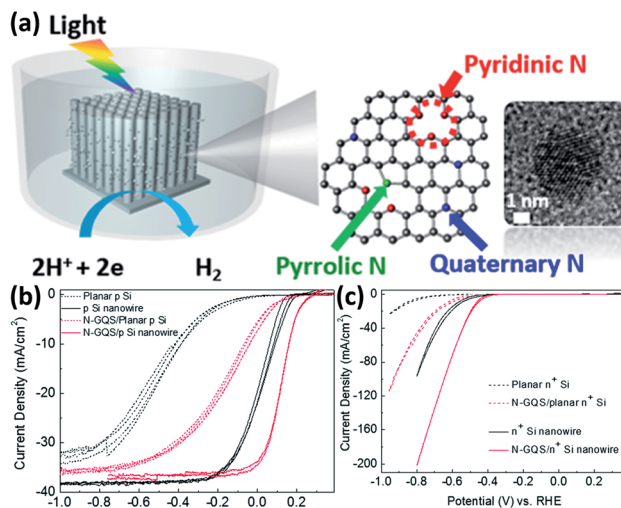 (a)
Light
2H⁺ + 2e
H₂
Pyridinic N
Pyrrolic N
Quaternary N
1 nm
(b)
Planar p Si
p Si nanowire
N-GQS/Planar p Si
N-GQS/p Si nanowire
Current Density (mA/cm²)
0
-10
-20
-30
-40
-1.0 -0.8 -0.6 -0.4 -0.2 0.0 0.2
(c)
Planar n⁺ Si
N-GQS/planar n⁺ Si
n⁺ Si nanowire
N-GQS/n⁺ Si nanowire
Current Density (mA/cm²)
0
-40
-80
-120
-160
-200
-1.0 -0.8 -0.6 -0.4 -0.2 0.0 0.2
Potential (V) vs. RHE